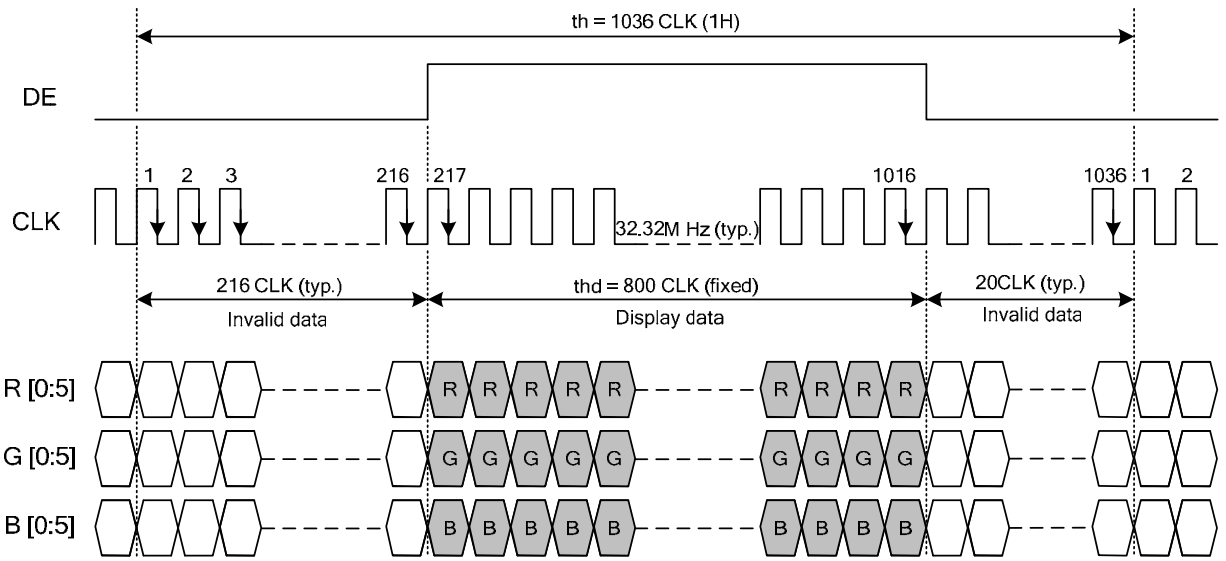 th = 1036 CLK (1H)
DE
1 2 3 216 217 1016 1036 1 2
CLK
32.32M Hz (typ.)
216 CLK (typ.) thd = 800 CLK (fixed) 20CLK (typ.)
Invalid data Display data Invalid data
R [0:5] R R R R R R R R R
G [0:5] G G G G G G G G G
B [0:5] B B B B B B B B B